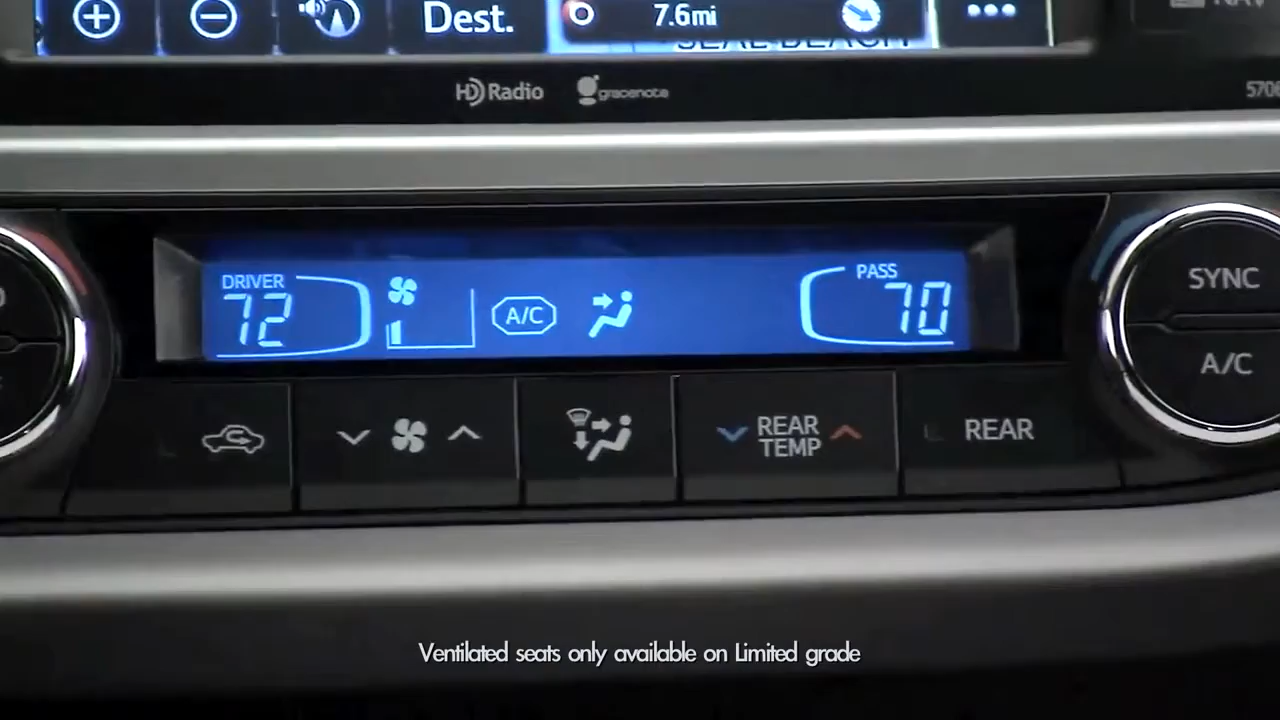 Dest.
7.6mi
SEAL BEACH
HD Radio
gracenote
5706
DRIVER
72
A/C
PASS
70
SYNC
A/C
REAR
TEMP
REAR
Ventilated seats only available on Limited grade